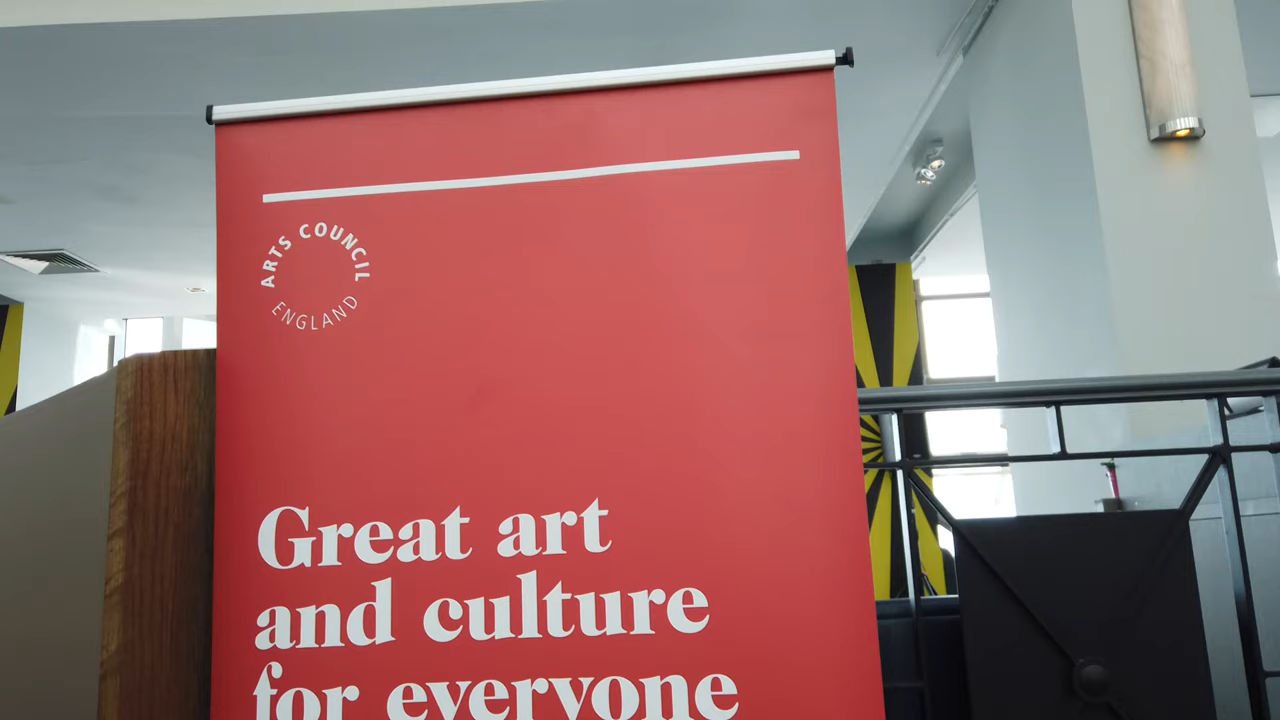 ARTS COUNCIL
ENGLAND
Great art
and culture
for everyone